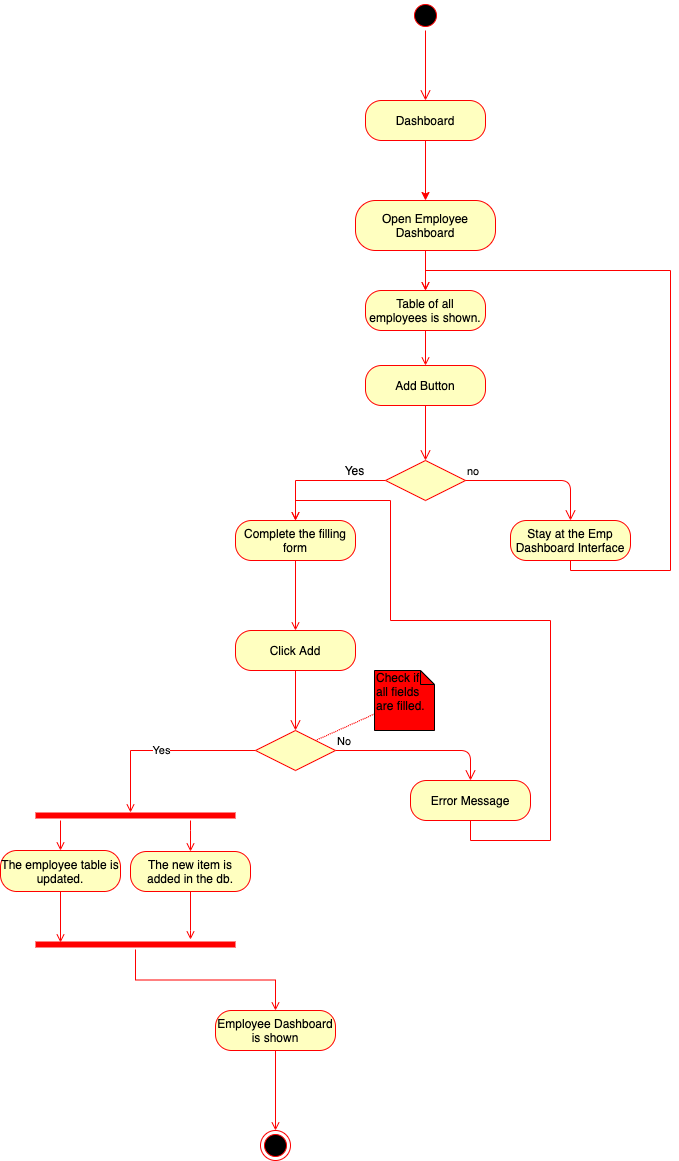 Dashboard
Open Employee
Dashboard
Table of all
employees is shown.
Add Button
Yes
no
Complete the filling
form
Stay at the Emp
Dashboard Interface
Click Add
Check if
all fields
are filled.
Yes
No
Error Message
The employee table is
updated.
The new item is
added in the db.
Employee Dashboard
is shown